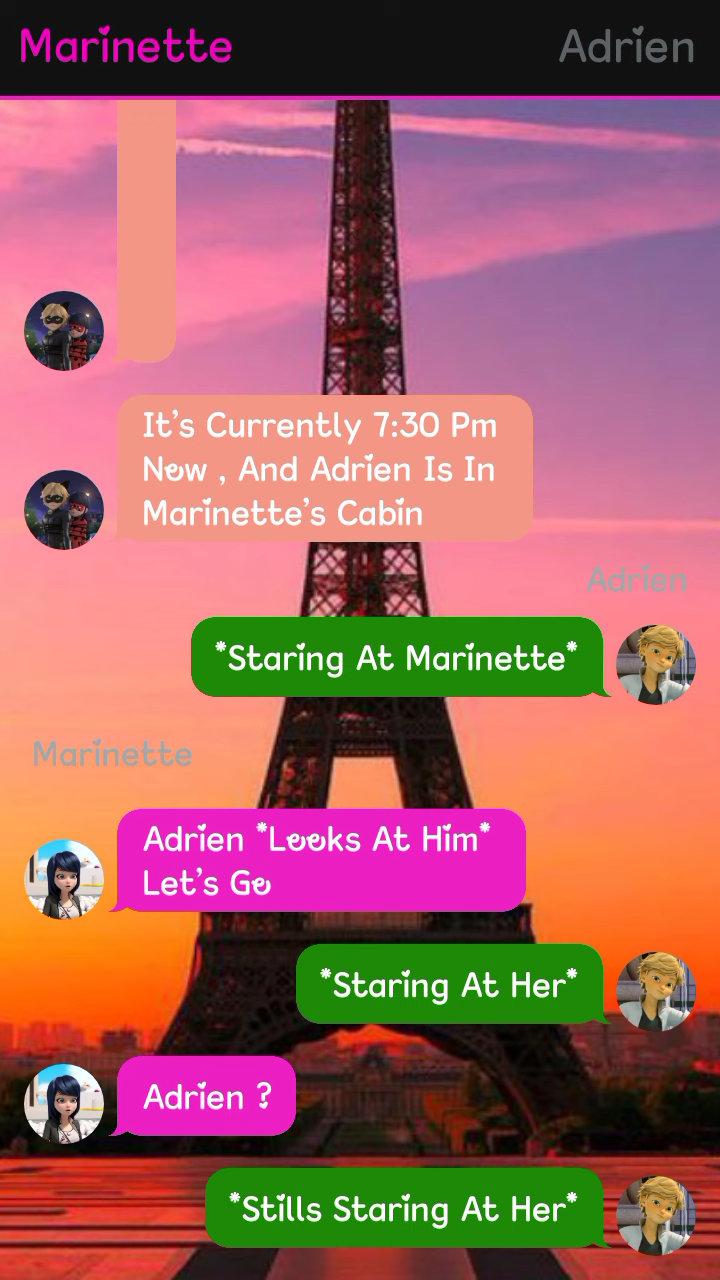 Marinette
Adrien
It's Currently 7:30 Pm
Now , And Adrien Is In
Marinette's Cabin
Adrien
*Staring At Marinette*
Marinette
Adrien *Looks At Him*
Let's Go
*Staring At Her*
Adrien ?
*Stills Staring At Her*